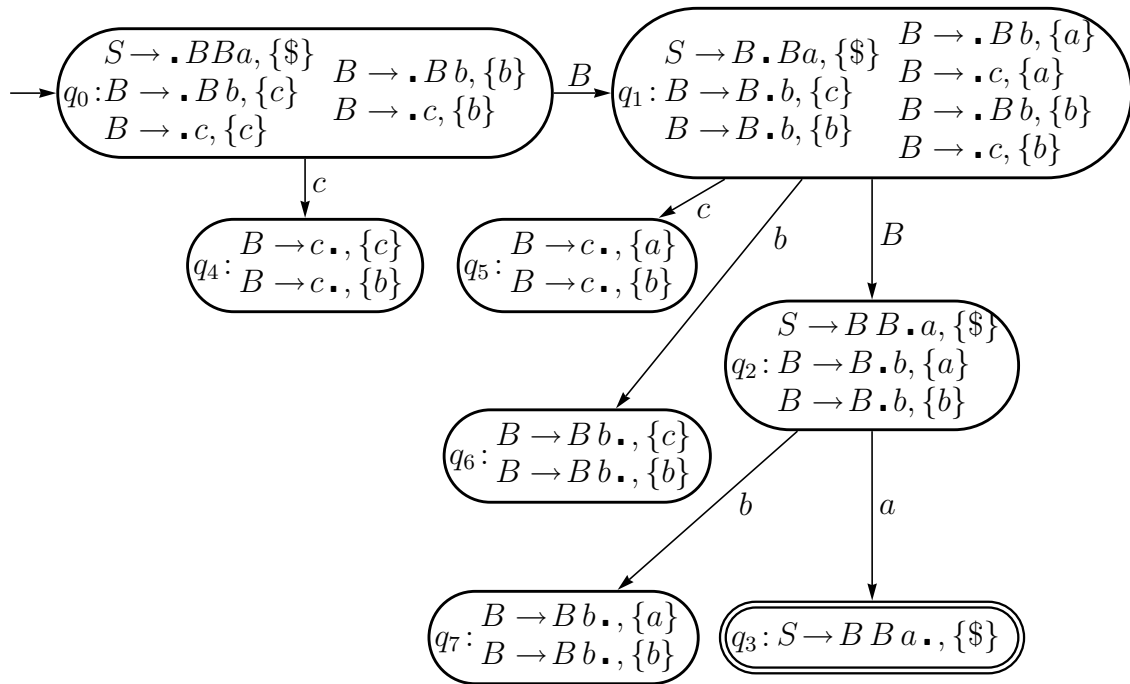 S → .BBa, {$}
q0: B → .B b, {c}
B → .c, {c}
B → .B b, {b}
B → .c, {b}
B
S → B.Ba, {$}
q1: B → B.b, {c}
B → B.b, {b}
B → .B b, {a}
B → .c, {a}
B → .B b, {b}
B → .c, {b}
c
c
b
B
B → c., {c}
q4: B → c., {b}
B → c., {a}
q5: B → c., {b}
S → B B.a, {$}
q2: B → B.b, {a}
B → B.b, {b}
B → B b., {c}
q6: B → B b., {b}
b
a
B → B b., {a}
q7: B → B b., {b}
q3: S → B B a., {$}